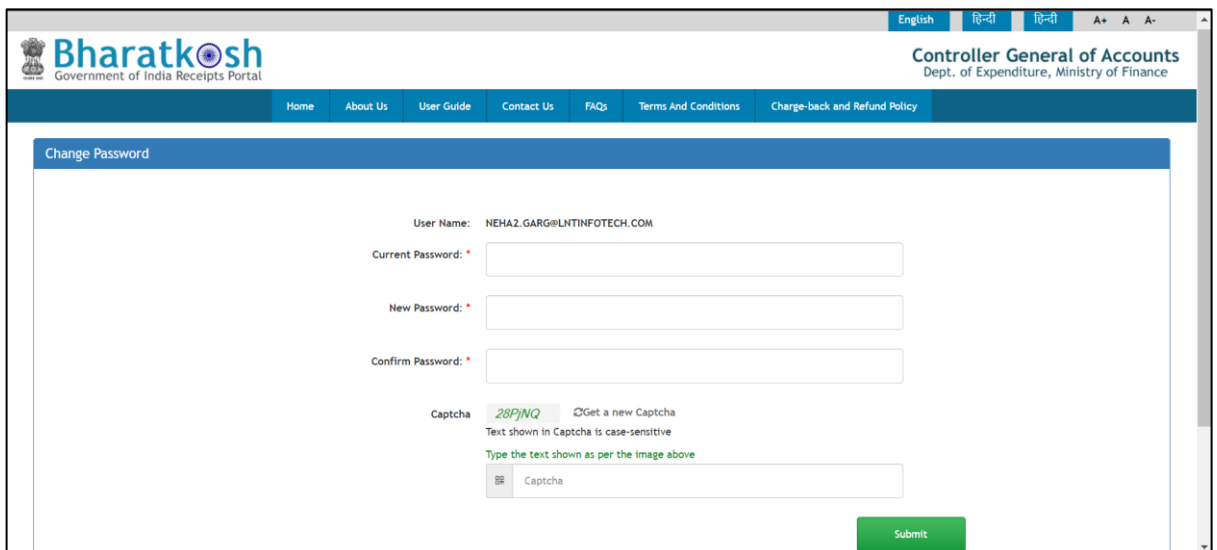 English हिन्दी हिन्दी A+ A A-
Bharatkosh
Government of India Receipts Portal
Controller General of Accounts
Dept. of Expenditure, Ministry of Finance
Home About Us User Guide Contact Us FAQs Terms And Conditions Charge-back and Refund Policy
Change Password
User Name: NEHA2.GARG@LNTINFOTECH.COM
Current Password: *
New Password: *
Confirm Password: *
Captcha 28PjNQ Get a new Captcha
Text shown in Captcha is case-sensitive
Type the text shown as per the image above
Captcha
Submit